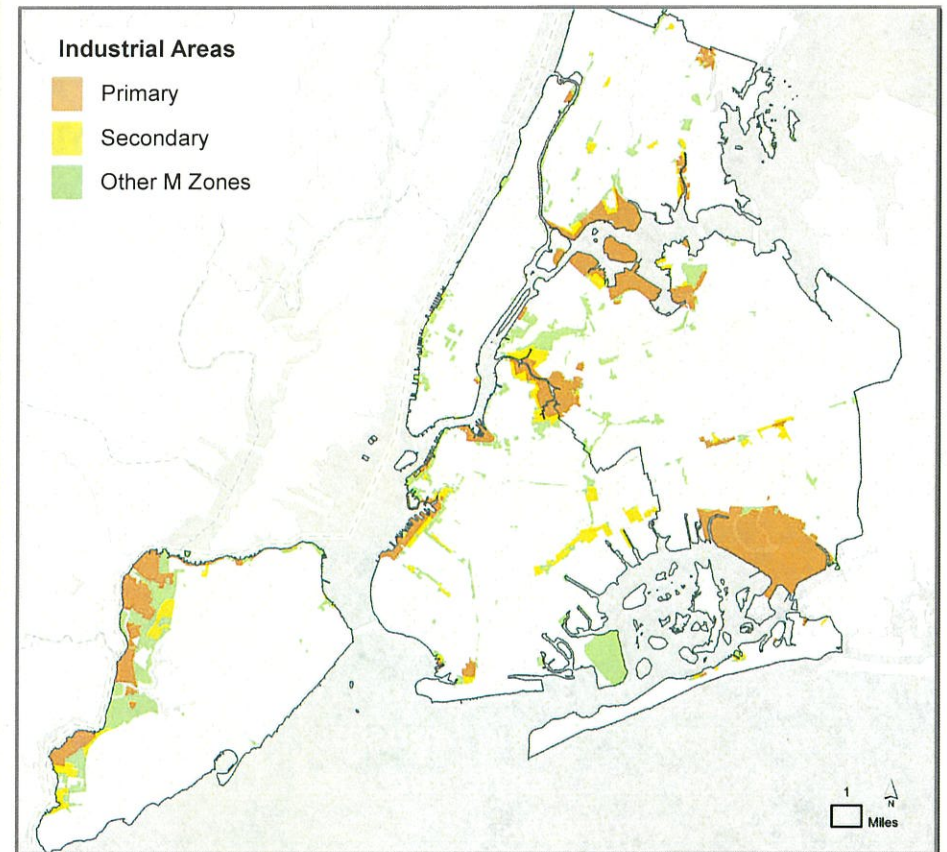 Industrial Areas
Primary
Secondary
Other M Zones
1
N
Miles